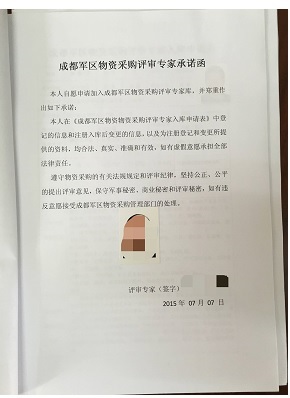 成都军区物资采购评审专家承诺函
本人自愿申请加入成都军区物资采购评审专家库，并郑重作
出如下承诺：
本人在《成都军区物资物资采购评审专家入库申请表》中登
记的信息和注册入库后变更的信息，以及为注册登记和变更所提
供的资料，均合法、真实、准确和有效，如有虚假意愿承担全部
法律责任。
遵守物资采购的有关法规规定和评审纪律，坚持公正、公平
的提出评审意见，保守军事秘密、商业秘密和评审秘密，如有违
反意愿接受成都军区物资采购管理部门的处理。
评审专家（签字）
2015 年 07 月 07 日